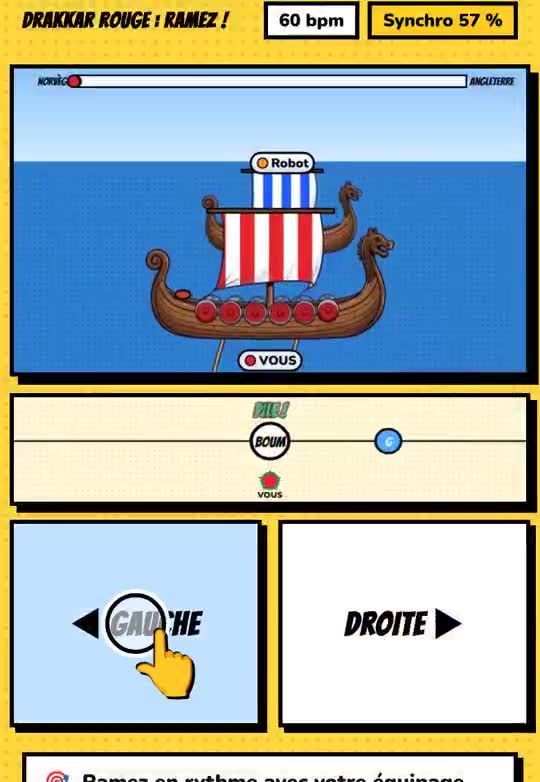 DRAKKAR ROUGE : RAMEZ !
60 bpm
Synchro 57 %
ANGLETERRE
Robot
VOUS
PILE !
BOUM
G
VOUS
GAUCHE
DROITE
Ramez en rythme avec votre équipage